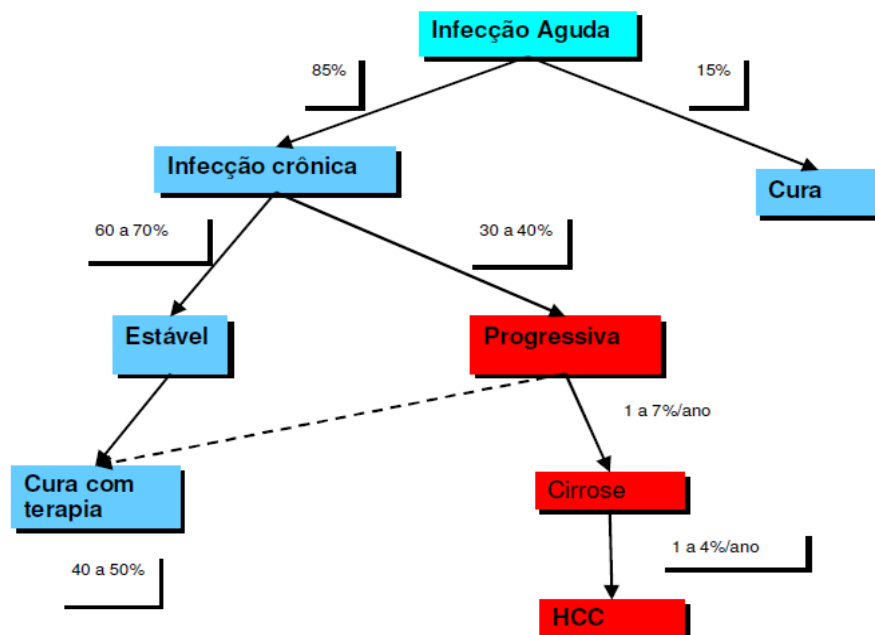 Infecção Aguda
85%
15%
Infecção crônica
Cura
60 a 70%
30 a 40%
Estável
Progressiva
1 a 7%/ano
Cura com
terapia
Cirrose
1 a 4%/ano
40 a 50%
HCC